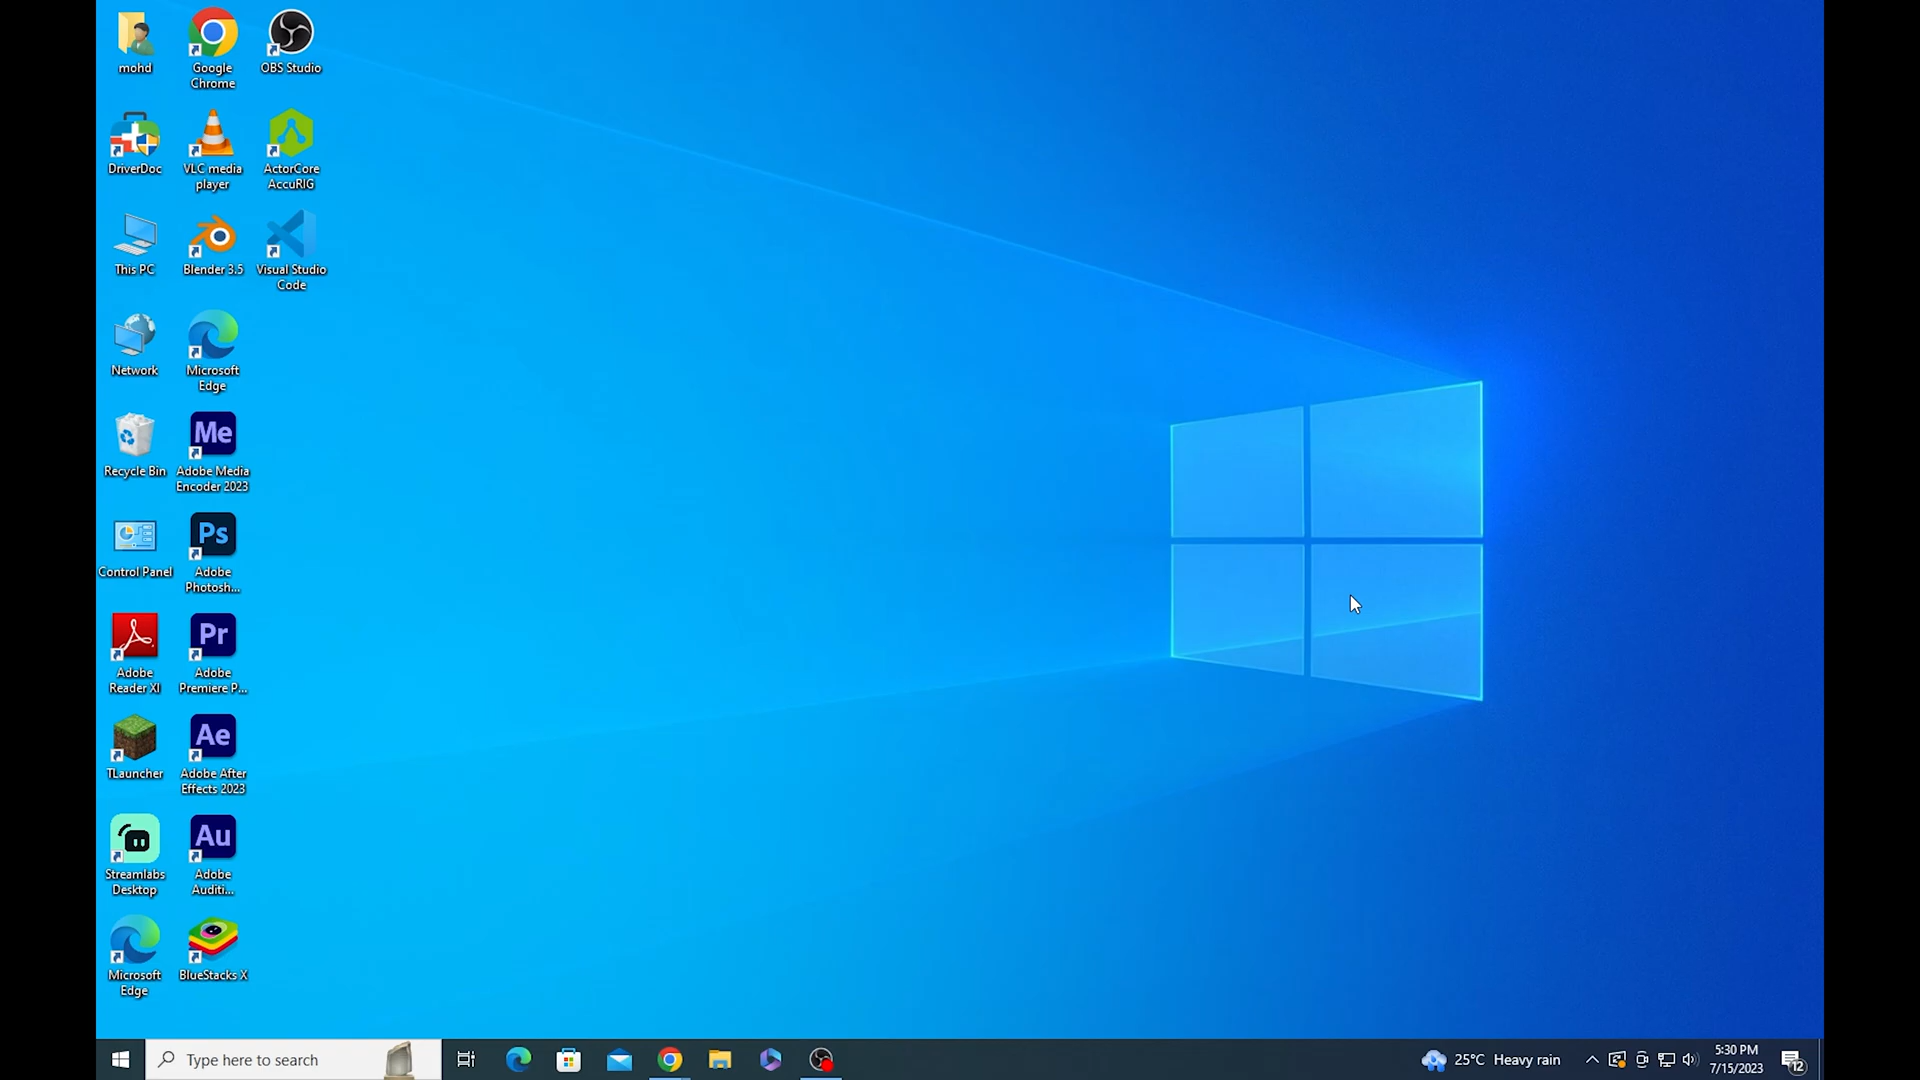 mohd
Google
Chrome
OBS Studio
DriverDoc
VLC media
player
ActorCore
AccuRIG
This PC
Blender 3.5
Visual Studio
Code
Network
Microsoft
Edge
Recycle Bin
Me
Adobe Media
Encoder 2023
Control Panel
Ps
Adobe
Photosh...
Adobe
Reader XI
Pr
Adobe
Premiere P...
TLauncher
Ae
Adobe After
Effects 2023
Streamlabs
Desktop
Au
Adobe
Auditi...
Microsoft
Edge
BlueStacks X
Type here to search
25°C Heavy rain
5:30 PM
7/15/2023
12